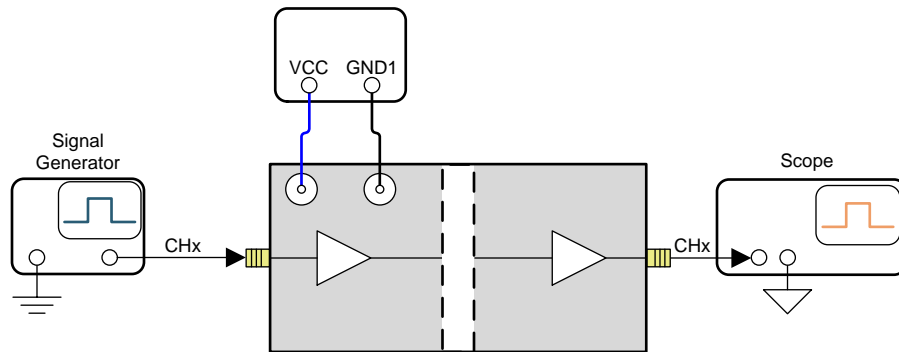 VCC GND1
Signal
Generator
Scope
CHx
CHx